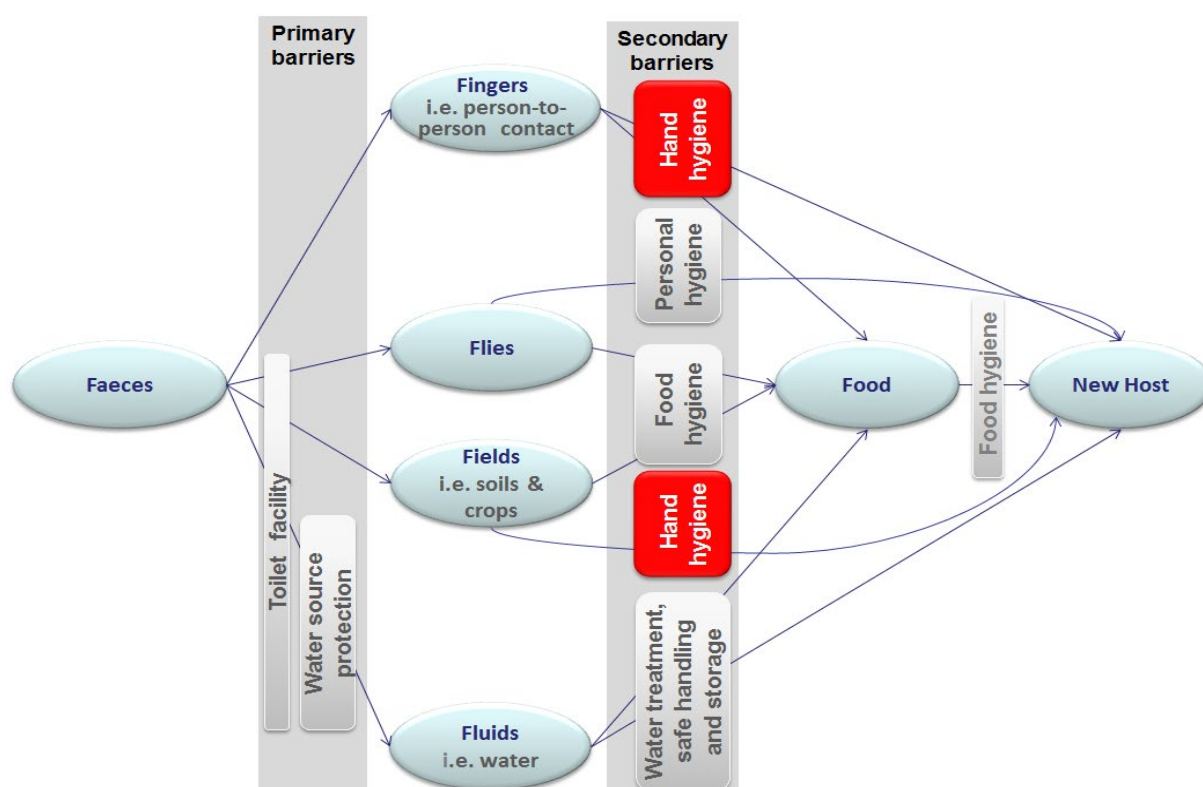 Primary
barriers
Secondary
barriers
Fingers
i.e. person-to-
person contact
Hand
hygiene
Personal
hygiene
Flies
Faeces
Food
hygiene
Food
Food hygiene
New Host
Fields
i.e. soils &
crops
Hand
hygiene
Toilet facility
Water source
protection
Fluids
i.e. water
Water treatment,
safe handling
and storage